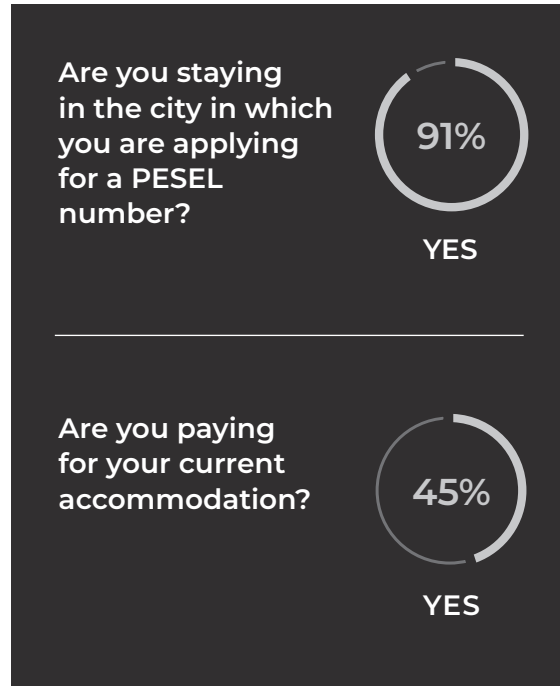 Are you staying
in the city in which
you are applying
for a PESEL
number?
91%
YES
Are you paying
for your current
accommodation?
45%
YES